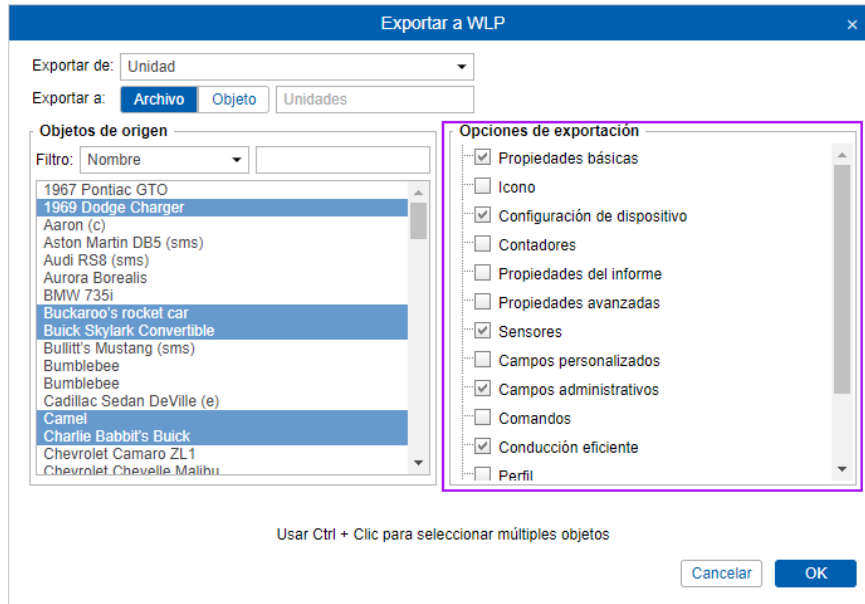 Exportar a WLP
×
Exportar de: Unidad
Exportar a: Archivo Objeto Unidades
Objetos de origen
Filtro: Nombre
1967 Pontiac GTO
1969 Dodge Charger
Aaron (c)
Aston Martin DB5 (sms)
Audi RS8 (sms)
Aurora Borealis
BMW 735i
Buckaroo's rocket car
Buick Skylark Convertible
Bullitt's Mustang (sms)
Bumblebee
Bumblebee
Cadillac Sedan DeVille (e)
Camel
Charlie Babbit's Buick
Chevrolet Camaro ZL1
Chevrolet Chevelle Malibu
Opciones de exportación
Propiedades básicas
Icono
Configuración de dispositivo
Contadores
Propiedades del informe
Propiedades avanzadas
Sensores
Campos personalizados
Campos administrativos
Comandos
Conducción eficiente
Perfil
Usar Ctrl + Clic para seleccionar múltiples objetos
Cancelar OK